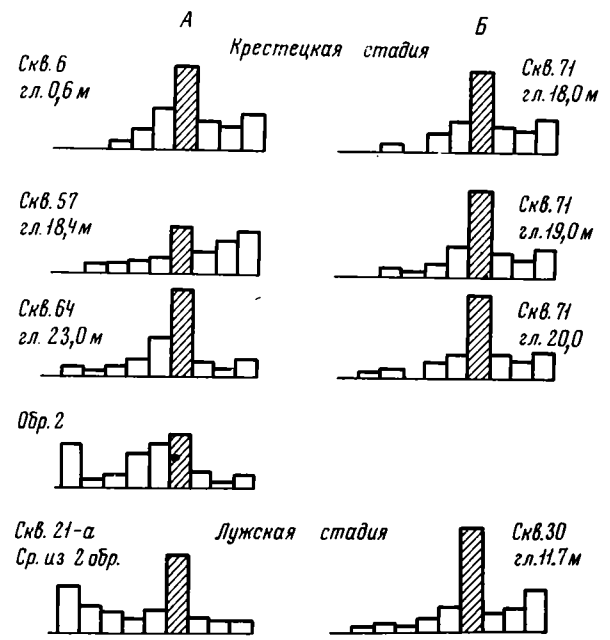 А Б
Крестецкая стадия
Скв. 6
гл. 0,6 м
Скв. 71
гл. 18,0 м
Скв. 57
гл. 18,4 м
Скв. 71
гл. 19,0 м
Скв. 64
гл. 23,0 м
Скв. 71
гл. 20,0
Обр. 2
Скв. 21-а
Ср. из 2 обр.
Лужская стадия
Скв. 30
гл. 11.7 м